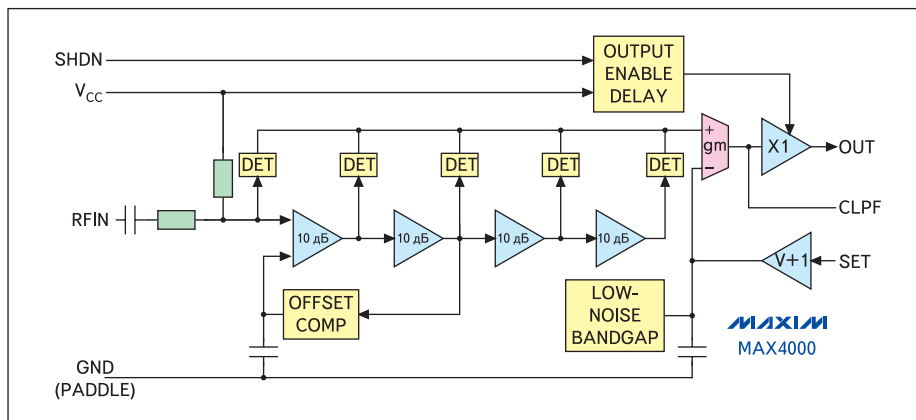 SHDN
VCC
OUTPUT
ENABLE
DELAY
DET
DET
DET
DET
DET
+
gm
−
X1
OUT
CLPF
RFIN
10 дБ
10 дБ
10 дБ
10 дБ
V+1
SET
OFFSET
COMP
LOW-
NOISE
BANDGAP
MAXIM
MAX4000
GND
(PADDLE)